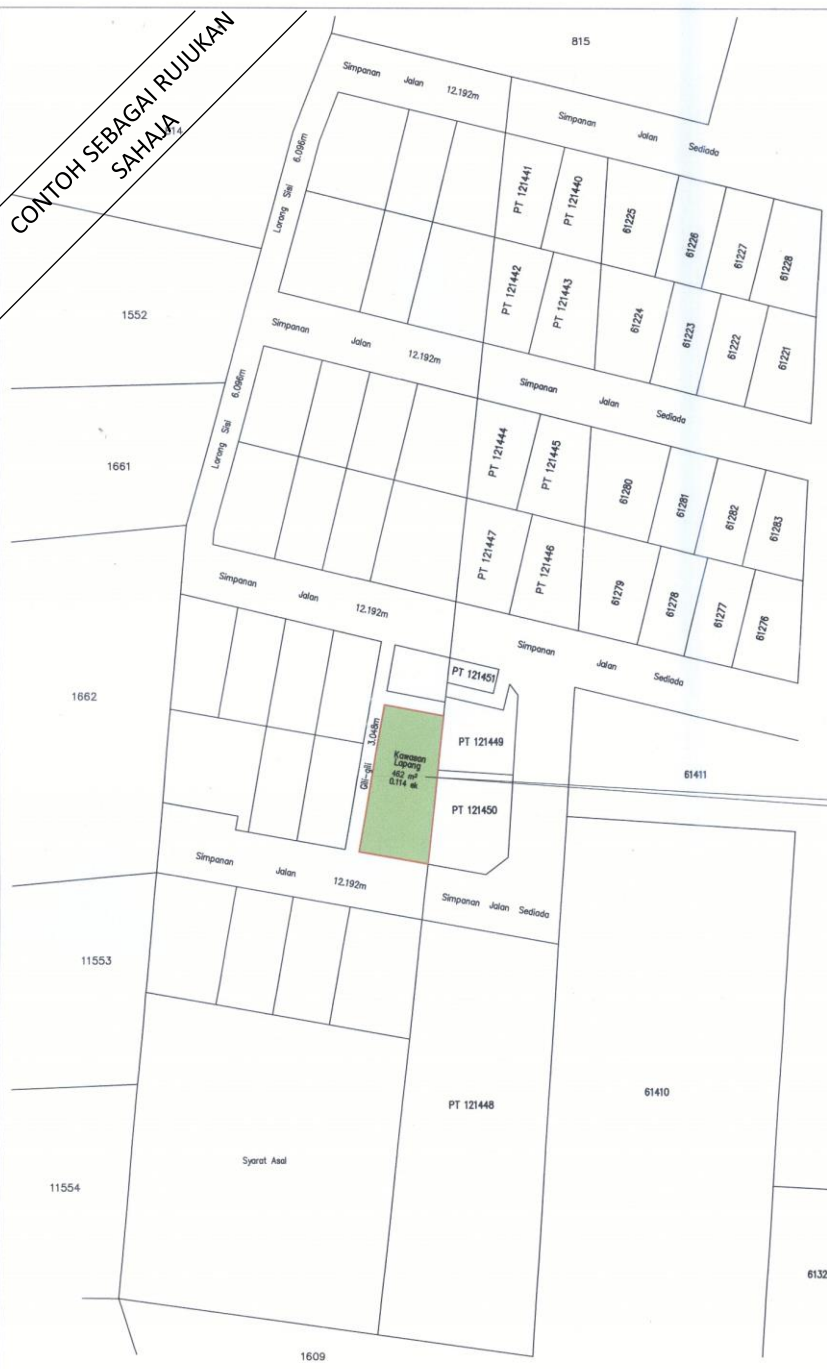 CONTOH SEBAGAI RUJUKAN
SAHAJA
815
Simpanan Jalan 12.192m
Simpanan Jalan Sediada
Lorong Sisi 6.096m
PT 121441
PT 121440
61225
61226
61227
61228
PT 121442
PT 121443
61224
61223
61222
61221
1552
Simpanan Jalan 12.192m
Simpanan Jalan Sediada
Lorong Sisi 6.096m
1661
PT 121444
PT 121445
61280
61281
61282
61283
PT 121447
PT 121446
61279
61278
61277
61276
Simpanan Jalan 12.192m
Simpanan Jalan Sediada
1662
PT 121451
PT 121449
Gili-gili 3.048m
Kawasan
Lapang
462 m²
0.114 ek
61411
PT 121450
Simpanan Jalan 12.192m
Simpanan Jalan Sediada
11553
PT 121448
61410
Syarat Asal
11554
6132
1609